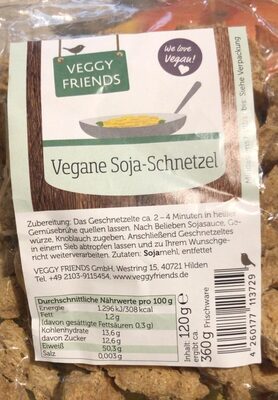 VEGGY
FRIENDS
We love
Vegan!
Vegane Soja-Schnetzel
Zubereitung: Das Geschnetzelte ca. 2 – 4 Minuten in heißer
Gemüsebrühe quellen lassen. Nach Belieben Sojasauce, Ge-
würze, Knoblauch zugeben. Anschließend Geschnetzeltes
in einem Sieb abtropfen lassen und zu Ihrem Wunschge-
richt weiterverarbeiten. Zutaten: Sojamehl, entfettet
VEGGY FRIENDS GmbH, Westring 15, 40721 Hilden
Tel. +49 2103-9115454, www.veggyfriends.de
Durchschnittliche Nährwerte pro 100 g
Energie 1.296 kJ/308 kcal
Fett 1,2 g
(davon gesättigte Fettsäuren 0,3 g)
Kohlenhydrate 13,6 g
davon Zucker 12,6 g
Eiweiß 50,3 g
Salz 0,003 g
Inhalt: 120 g e
ergibt ca.
360 g Frischware
4 260177 113729
bis: Siehe Verpackung